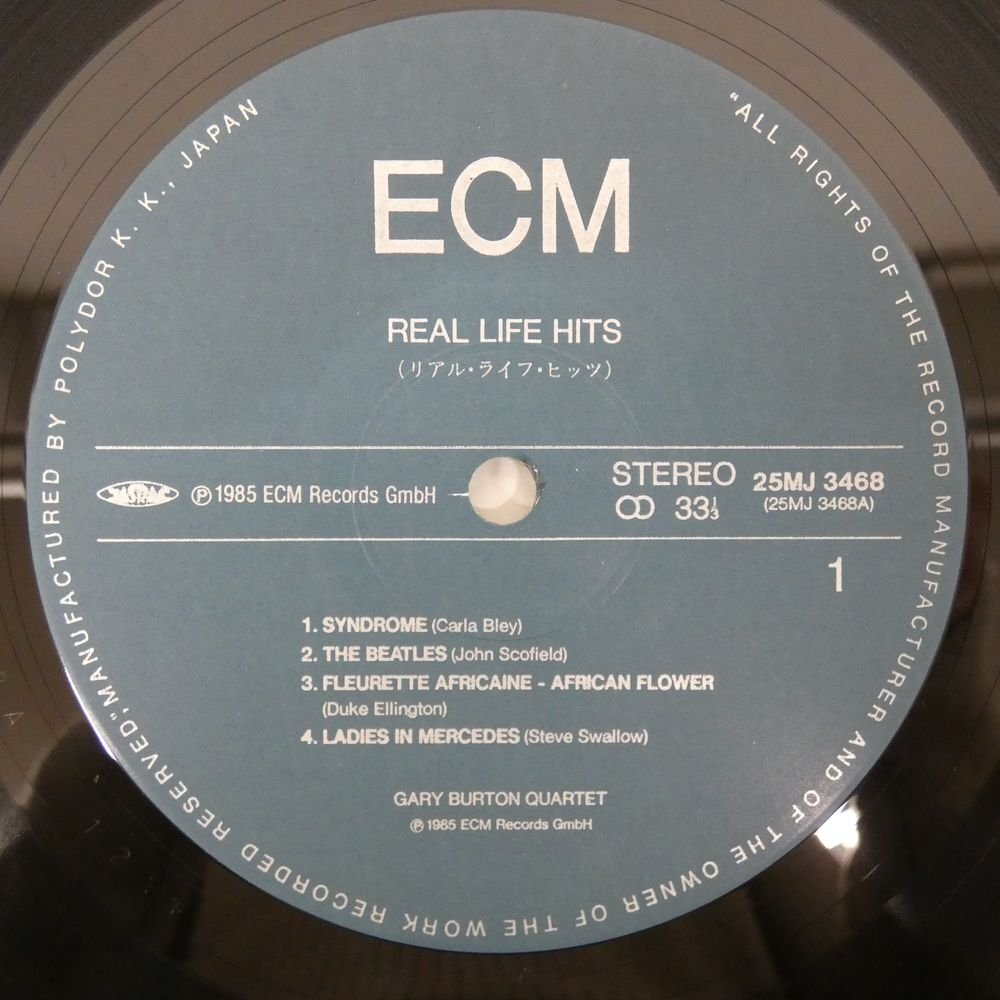 ECM
REAL LIFE HITS
(リアル・ライフ・ヒッツ)
JASRAC ℗ 1985 ECM Records GmbH
STEREO
33⅓
25MJ 3468
(25MJ 3468A)
1
1. SYNDROME (Carla Bley)
2. THE BEATLES (John Scofield)
3. FLEURETTE AFRICAINE - AFRICAN FLOWER
(Duke Ellington)
4. LADIES IN MERCEDES (Steve Swallow)
GARY BURTON QUARTET
℗ 1985 ECM Records GmbH
"ALL RIGHTS OF THE RECORD MANUFACTURER AND OF THE OWNER OF THE WORK RECORDED RESERVED," MANUFACTURED BY POLYDOR K. K., JAPAN